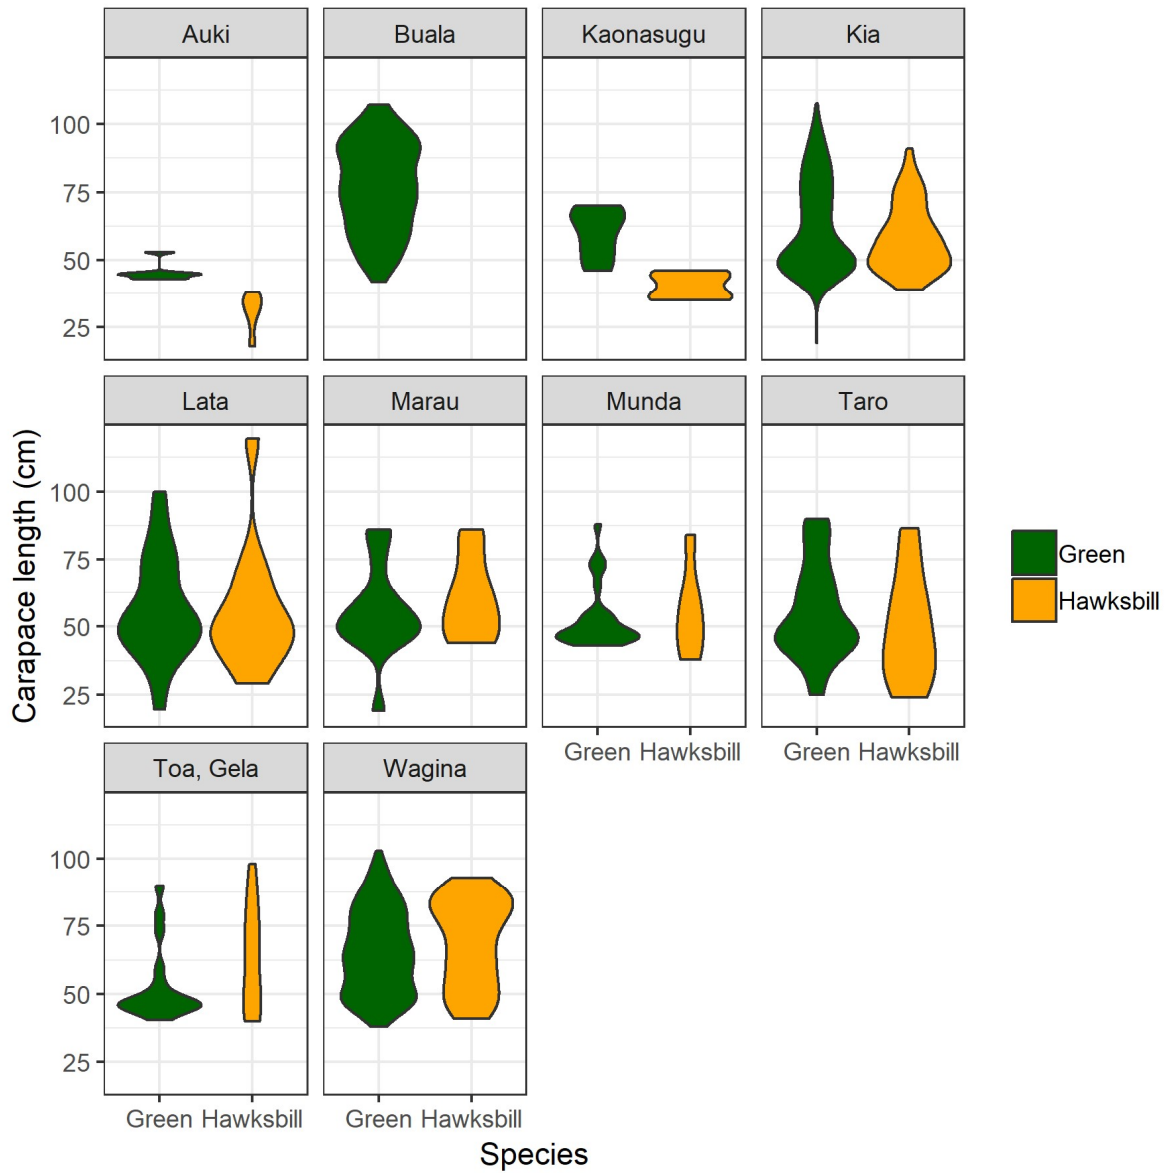 Auki Buala Kaonasugu Kia
100
75
50
25
Lata Marau Munda Taro
100
75
50
25
Green Hawksbill Green Hawksbill
Toa, Gela Wagina
100
75
50
25
Green Hawksbill Green Hawksbill
Species
Carapace length (cm)
Green
Hawksbill